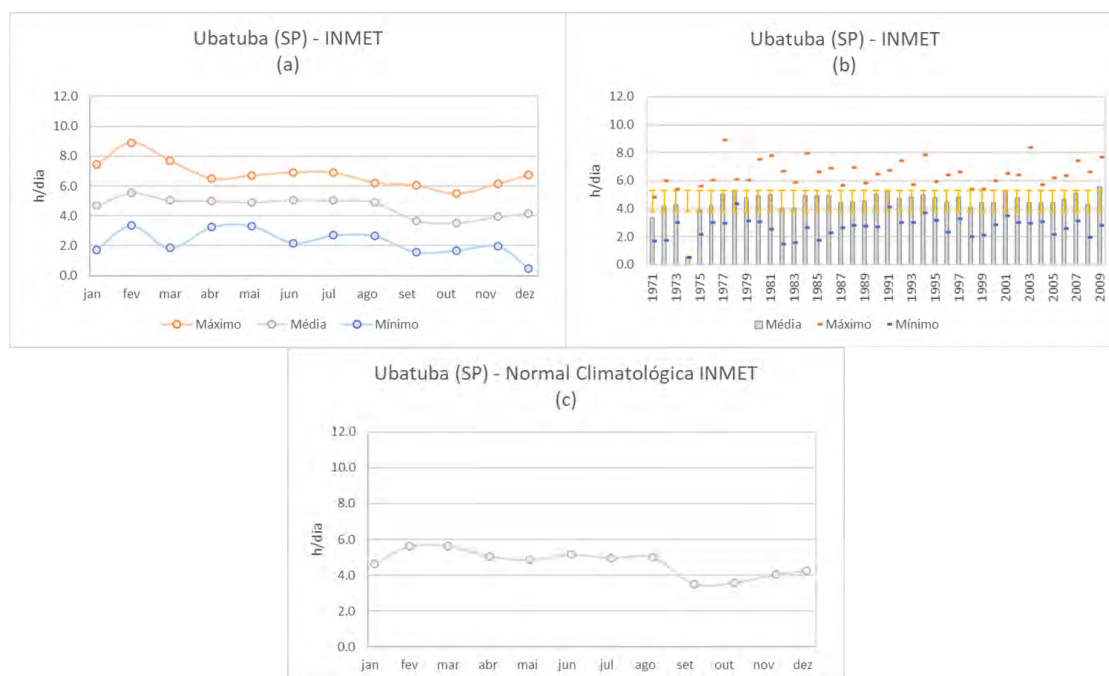 Ubatuba (SP) - INMET
(a)
12.0
10.0
8.0
6.0
4.0
2.0
0.0
h/dia
jan fev mar abr mai jun jul ago set out nov dez
Máximo Média Mínimo
Ubatuba (SP) - INMET
(b)
12.0
10.0
8.0
6.0
4.0
2.0
0.0
h/dia
1971 1973 1975 1977 1979 1981 1983 1985 1987 1989 1991 1993 1995 1997 1999 2001 2003 2005 2007 2009
Média Máximo Mínimo
Ubatuba (SP) - Normal Climatológica INMET
(c)
12.0
10.0
8.0
6.0
4.0
2.0
0.0
h/dia
jan fev mar abr mai jun jul ago set out nov dez